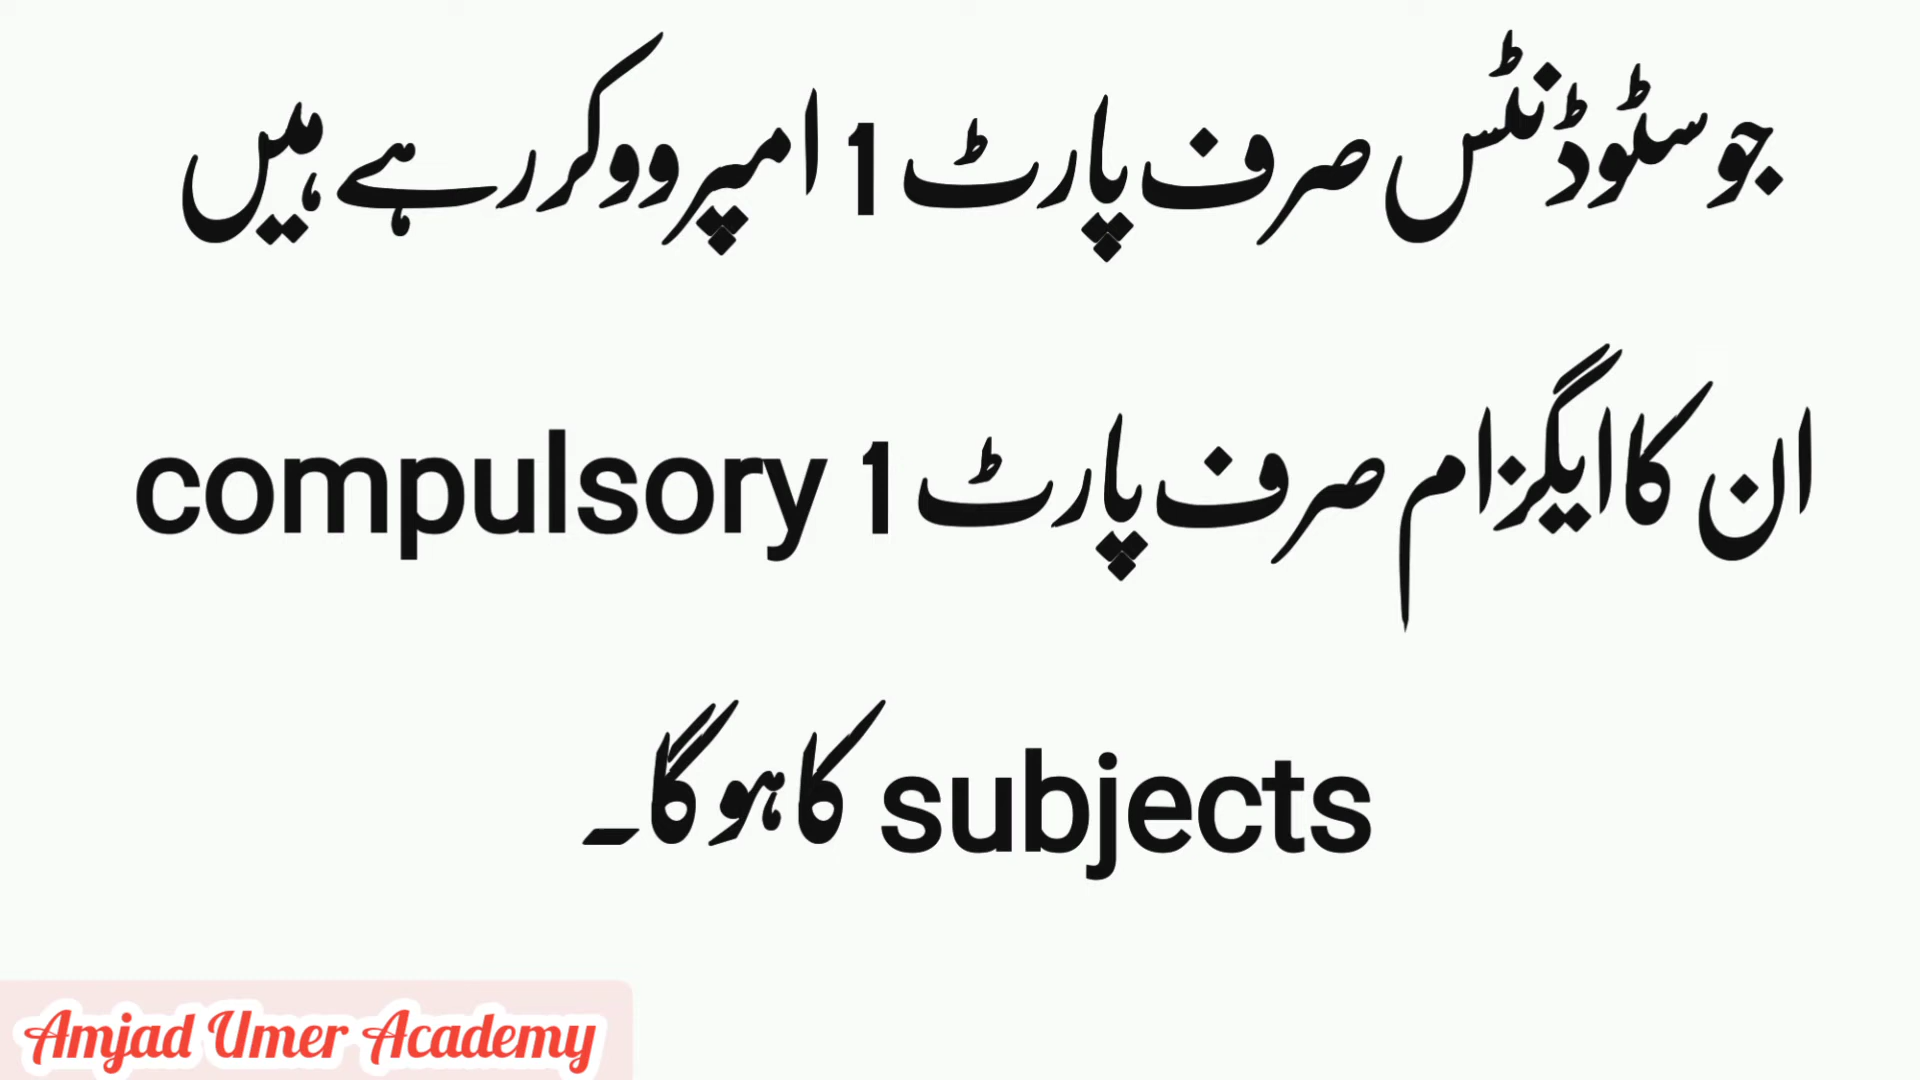 جو سٹوڈنٹس صرف پارٹ 1 امپروو کر رہے ہیں
ان کا ایگزام صرف پارٹ 1 compulsory
subjects کا ہو گا۔
Amjad Umer Academy